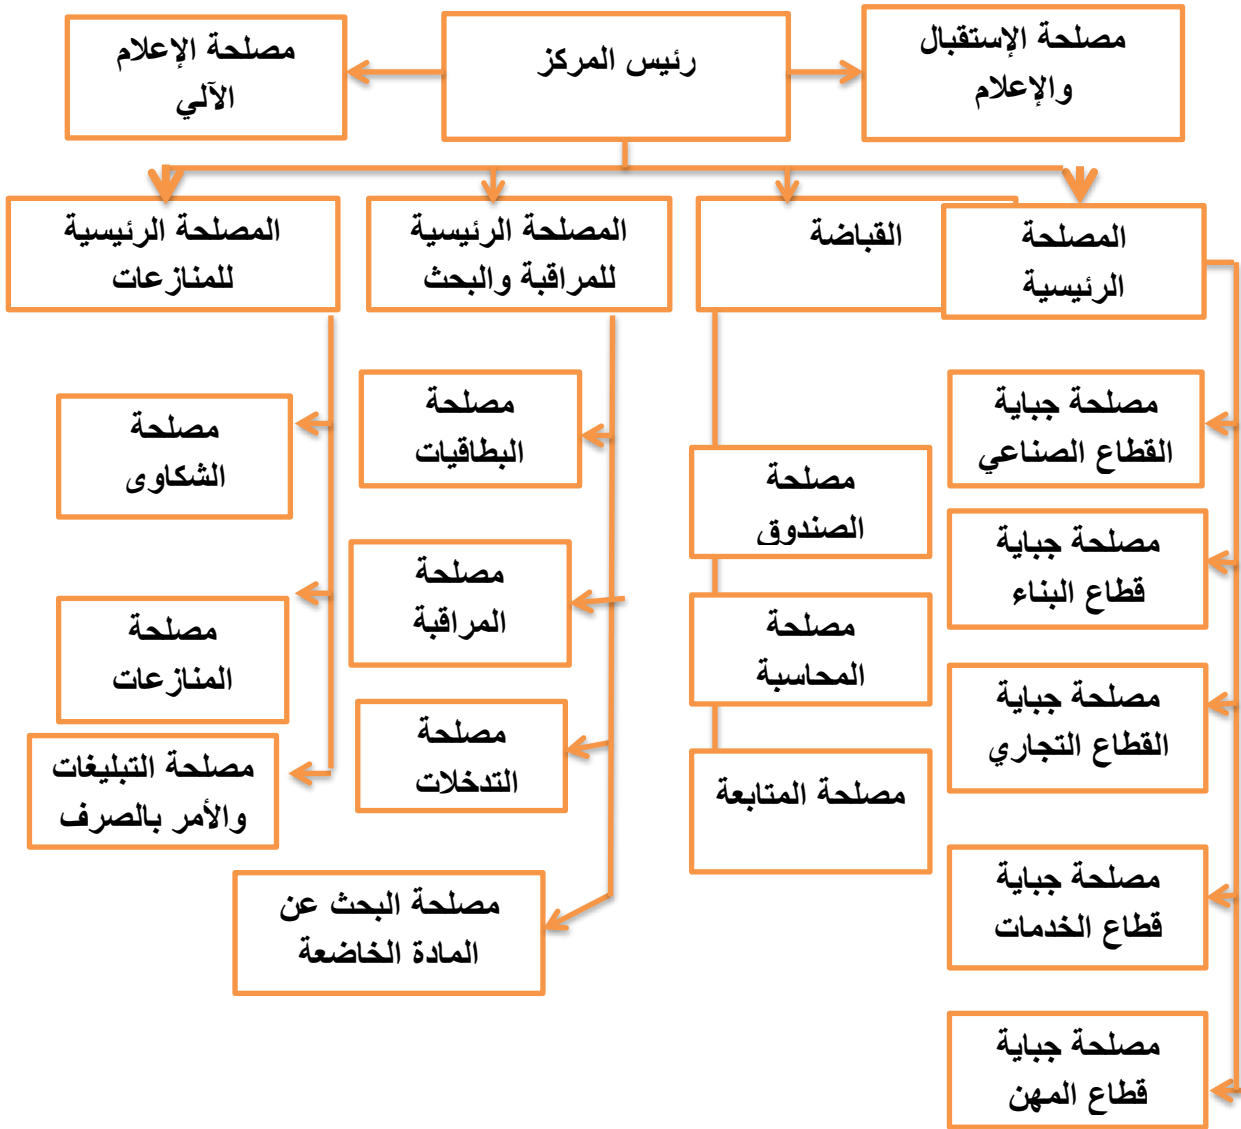 مصلحة الإستقبال
والإعلام
رئيس المركز
مصلحة الإعلام
الآلي
المصلحة
الرئيسية
القباضة
المصلحة الرئيسية
للمراقبة والبحث
المصلحة الرئيسية
للمنازعات
مصلحة جباية
القطاع الصناعي
مصلحة جباية
قطاع البناء
مصلحة جباية
القطاع التجاري
مصلحة جباية
قطاع الخدمات
مصلحة جباية
قطاع المهن
مصلحة
الصندوق
مصلحة
المحاسبة
مصلحة المتابعة
مصلحة
البطاقيات
مصلحة
المراقبة
مصلحة
التدخلات
مصلحة البحث عن
المادة الخاضعة
مصلحة
الشكاوى
مصلحة
المنازعات
مصلحة التبليغات
والأمر بالصرف